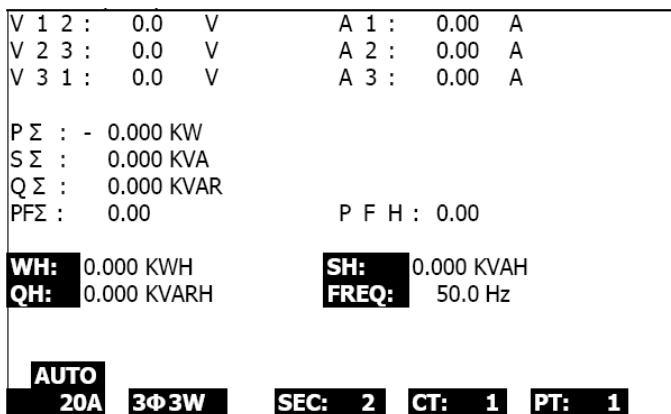 V 1 2 : 0.0 V A 1 : 0.00 A
V 2 3 : 0.0 V A 2 : 0.00 A
V 3 1 : 0.0 V A 3 : 0.00 A
P Σ : - 0.000 KW
S Σ : 0.000 KVA
Q Σ : 0.000 KVAR
PFΣ : 0.00 P F H : 0.00
WH: 0.000 KWH SH: 0.000 KVAH
QH: 0.000 KVARH FREQ: 50.0 Hz
AUTO
20A 3Φ3W SEC: 2 CT: 1 PT: 1